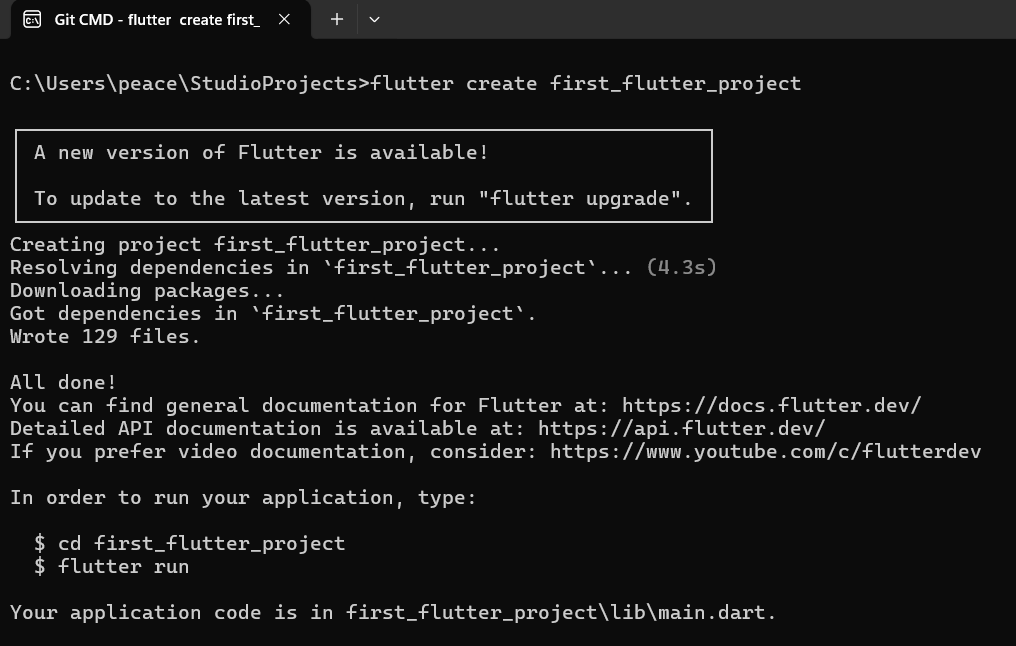 Git CMD - flutter  create first_
C:\Users\peace\StudioProjects>flutter create first_flutter_project
A new version of Flutter is available!
To update to the latest version, run "flutter upgrade".
Creating project first_flutter_project...
Resolving dependencies in `first_flutter_project`... (4.3s)
Downloading packages...
Got dependencies in `first_flutter_project`.
Wrote 129 files.
All done!
You can find general documentation for Flutter at: https://docs.flutter.dev/
Detailed API documentation is available at: https://api.flutter.dev/
If you prefer video documentation, consider: https://www.youtube.com/c/flutterdev
In order to run your application, type:
$ cd first_flutter_project
$ flutter run
Your application code is in first_flutter_project\lib\main.dart.